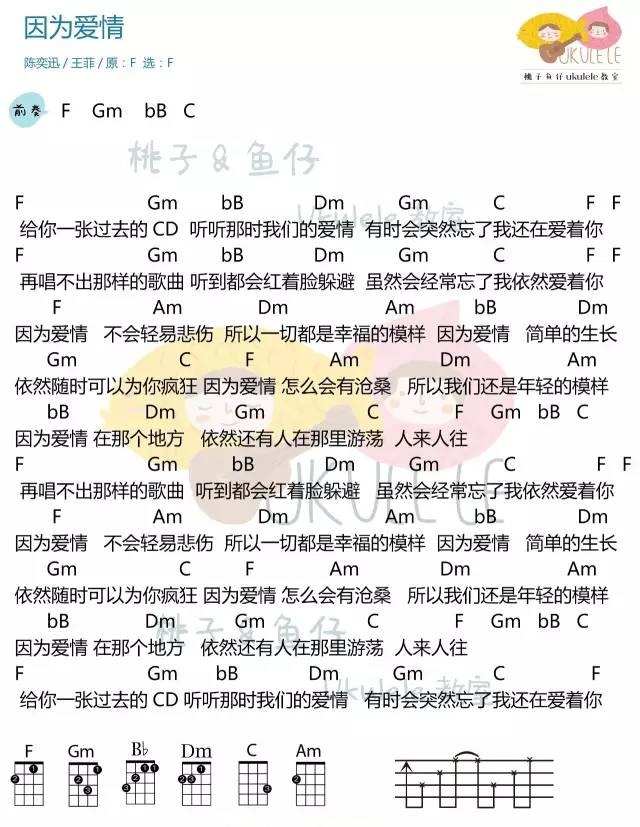 因为爱情
陈奕迅/王菲/原：F 选：F
UKULELE
桃子鱼仔ukulele教室
前奏 F Gm bB C
桃子&鱼仔
Ukulele 教室
F Gm bB Dm Gm C F F
给你一张过去的 CD 听听那时我们的爱情 有时会突然忘了我还在爱着你
F Gm bB Dm Gm C F F
再唱不出那样的歌曲 听到都会红着脸躲避 虽然会经常忘了我依然爱着你
F Am Dm Am bB Dm
因为爱情 不会轻易悲伤 所以一切都是幸福的模样 因为爱情 简单的生长
Gm C F Am Dm Am
依然随时可以为你疯狂 因为爱情 怎么会有沧桑 所以我们还是年轻的模样
bB Dm Gm C F Gm bB C
因为爱情 在那个地方 依然还有人在那里游荡 人来人往
F Gm bB Dm Gm C F F
再唱不出那样的歌曲 听到都会红着脸躲避 虽然会经常忘了我依然爱着你
UKULELE
F Am Dm Am bB Dm
因为爱情 不会轻易悲伤 所以一切都是幸福的模样 因为爱情 简单的生长
Gm C F Am Dm Am
依然随时可以为你疯狂 因为爱情 怎么会有沧桑 所以我们还是年轻的模样
bB Dm Gm C F Gm bB C
因为爱情 在那个地方 依然还有人在那里游荡 人来人往
桃子&鱼仔
F Gm bB Dm Gm C F
给你一张过去的 CD 听听那时我们的爱情 有时会突然忘了我还在爱着你
Ukulele 教室
F Gm B♭ Dm C Am
2 1 2 3 1 2 1 1 2 3 1 3 2